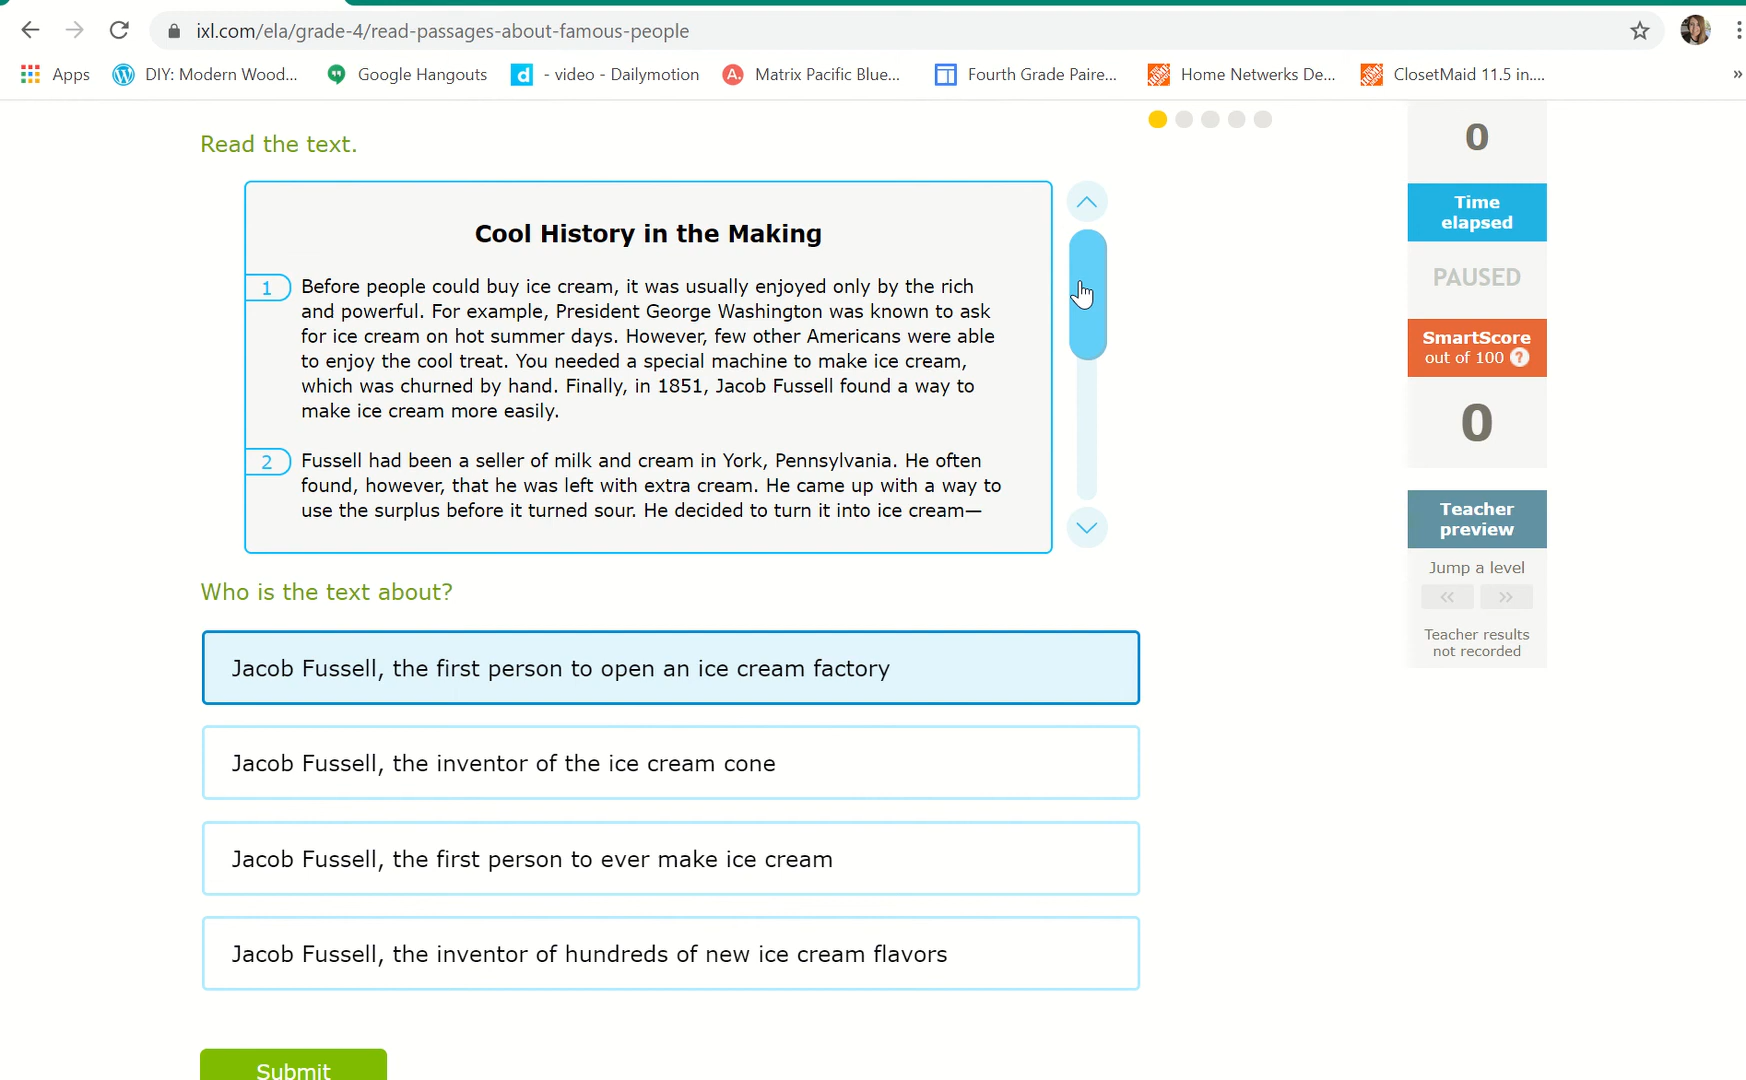 ixl.com/ela/grade-4/read-passages-about-famous-people
Apps
DIY: Modern Wood...
Google Hangouts
d
- video - Dailymotion
A.
Matrix Pacific Blue...
Fourth Grade Paire...
Home Netwerks De...
ClosetMaid 11.5 in....
»
Read the text.
Cool History in the Making
1
Before people could buy ice cream, it was usually enjoyed only by the rich
and powerful. For example, President George Washington was known to ask
for ice cream on hot summer days. However, few other Americans were able
to enjoy the cool treat. You needed a special machine to make ice cream,
which was churned by hand. Finally, in 1851, Jacob Fussell found a way to
make ice cream more easily.
2
Fussell had been a seller of milk and cream in York, Pennsylvania. He often
found, however, that he was left with extra cream. He came up with a way to
use the surplus before it turned sour. He decided to turn it into ice cream—
Who is the text about?
Jacob Fussell, the first person to open an ice cream factory
Jacob Fussell, the inventor of the ice cream cone
Jacob Fussell, the first person to ever make ice cream
Jacob Fussell, the inventor of hundreds of new ice cream flavors
Submit
0
Time
elapsed
PAUSED
SmartScore
out of 100 ?
0
Teacher
preview
Jump a level
« »
Teacher results
not recorded